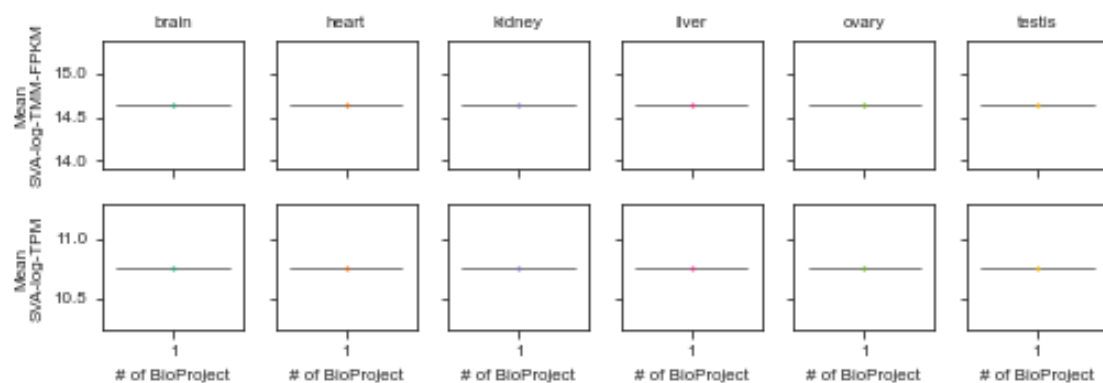 brain heart kidney liver ovary testis
Mean
SVA-log-TMM-FPKM
15.0
14.5
14.0
Mean
SVA-log-TPM
11.0
10.5
1 1 1 1 1 1
# of BioProject # of BioProject # of BioProject # of BioProject # of BioProject # of BioProject